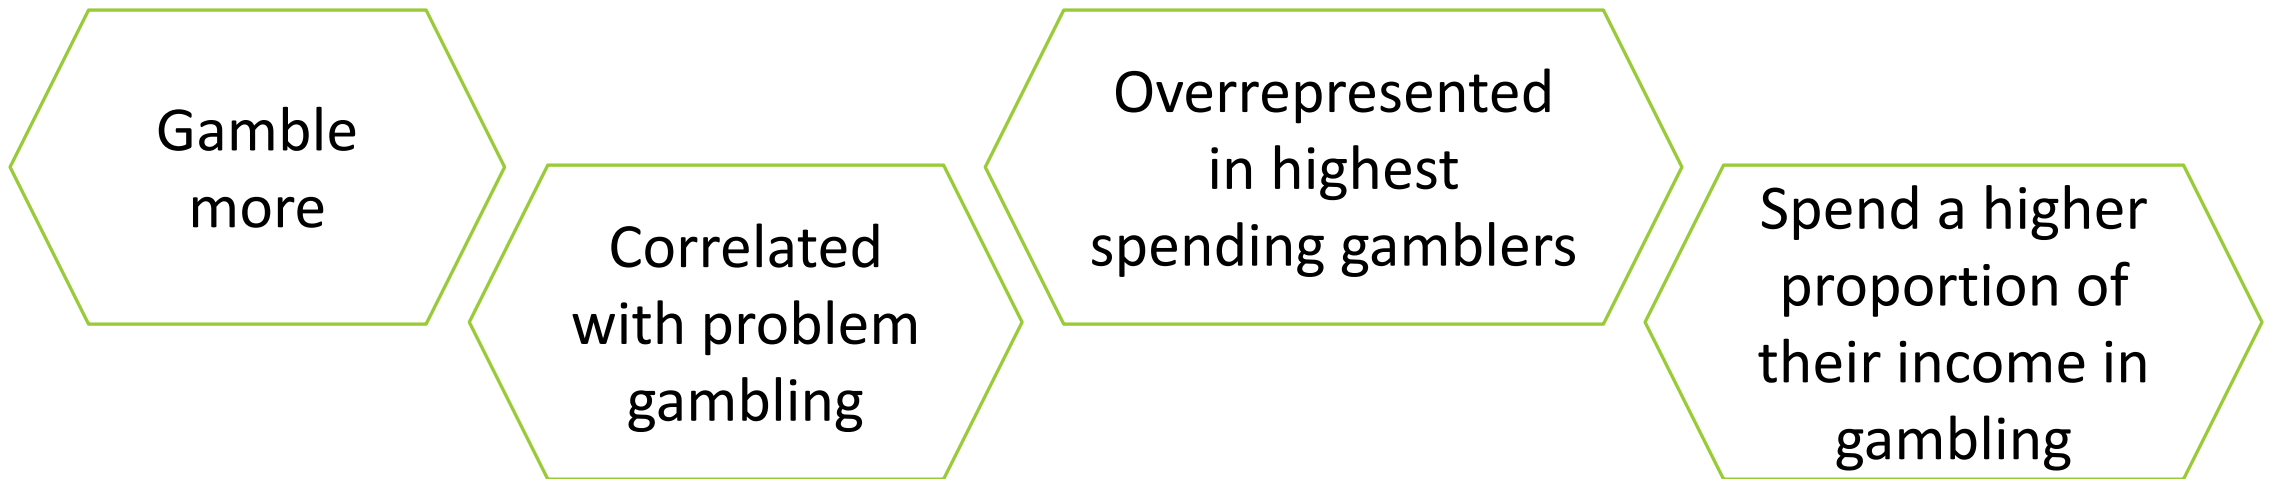 Gamble
more
Correlated
with problem
gambling
Overrepresented
in highest
spending gamblers
Spend a higher
proportion of
their income in
gambling